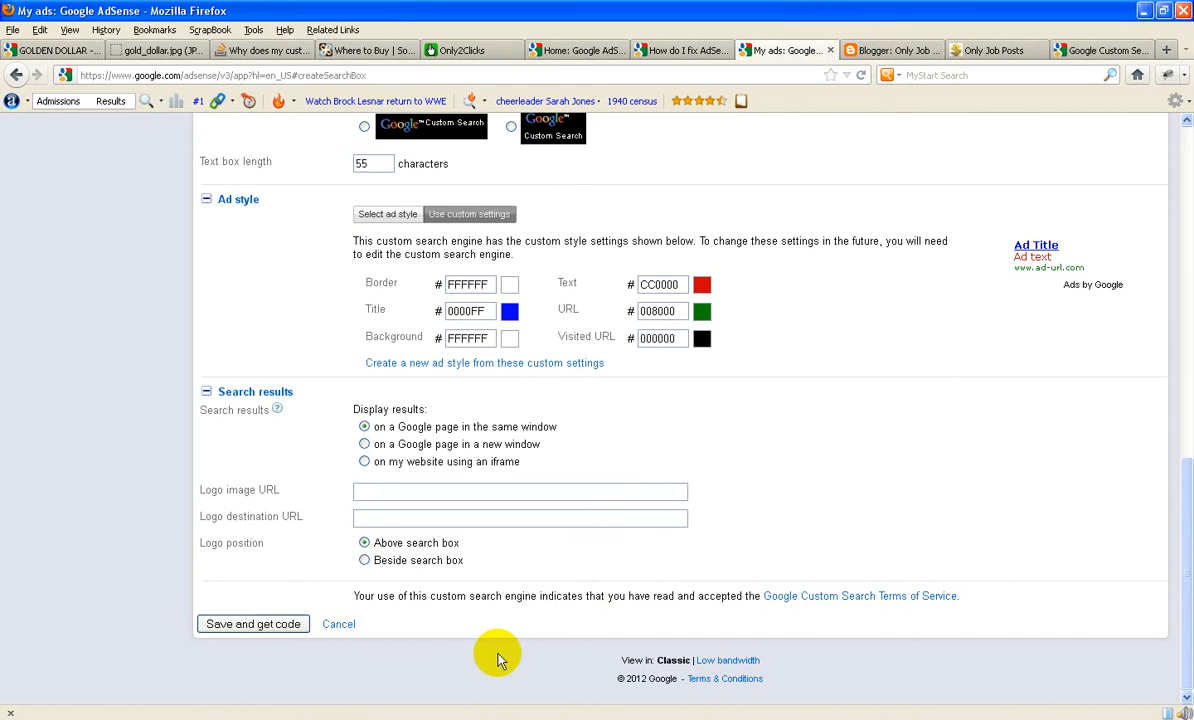 My ads: Google AdSense - Mozilla Firefox
File Edit View History Bookmarks ScrapBook Tools Help Related Links
GOLDEN DOLLAR -... gold_dollar.jpg (JP... Why does my cust... Where to Buy | So... Only2Clicks Home: Google AdS... How do I fix AdSe... My ads: Google... Blogger: Only Job ... Only Job Posts Google Custom Se...
https://www.google.com/adsense/v3/app?hl=en_US#createSearchBox MyStart Search
Admissions Results #1 Watch Brock Lesnar return to WWE cheerleader Sarah Jones 1940 census
Google™ Custom Search
Google™
Custom Search
Text box length 55 characters
Ad style
Select ad style Use custom settings
This custom search engine has the custom style settings shown below. To change these settings in the future, you will need
to edit the custom search engine.
Ad Title
Ad text
www.ad-url.com
Ads by Google
Border # FFFFFF Text # CC0000
Title # 0000FF URL # 008000
Background # FFFFFF Visited URL # 000000
Create a new ad style from these custom settings
Search results
Search results ? Display results:
on a Google page in the same window
on a Google page in a new window
on my website using an iframe
Logo image URL
Logo destination URL
Logo position Above search box
Beside search box
Your use of this custom search engine indicates that you have read and accepted the Google Custom Search Terms of Service.
Save and get code Cancel
View in: Classic | Low bandwidth
© 2012 Google - Terms & Conditions